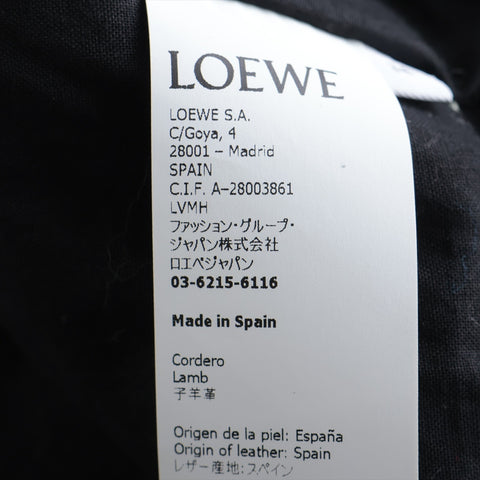 LOEWE
LOEWE S.A.
C/Goya, 4
28001 – Madrid
SPAIN
C.I.F. A–28003861
LVMH
ファッション・グループ・
ジャパン株式会社
ロエベジャパン
03-6215-6116
Made in Spain
Cordero
Lamb
子羊革
Origen de la piel: España
Origin of leather: Spain
レザー産地: スペイン